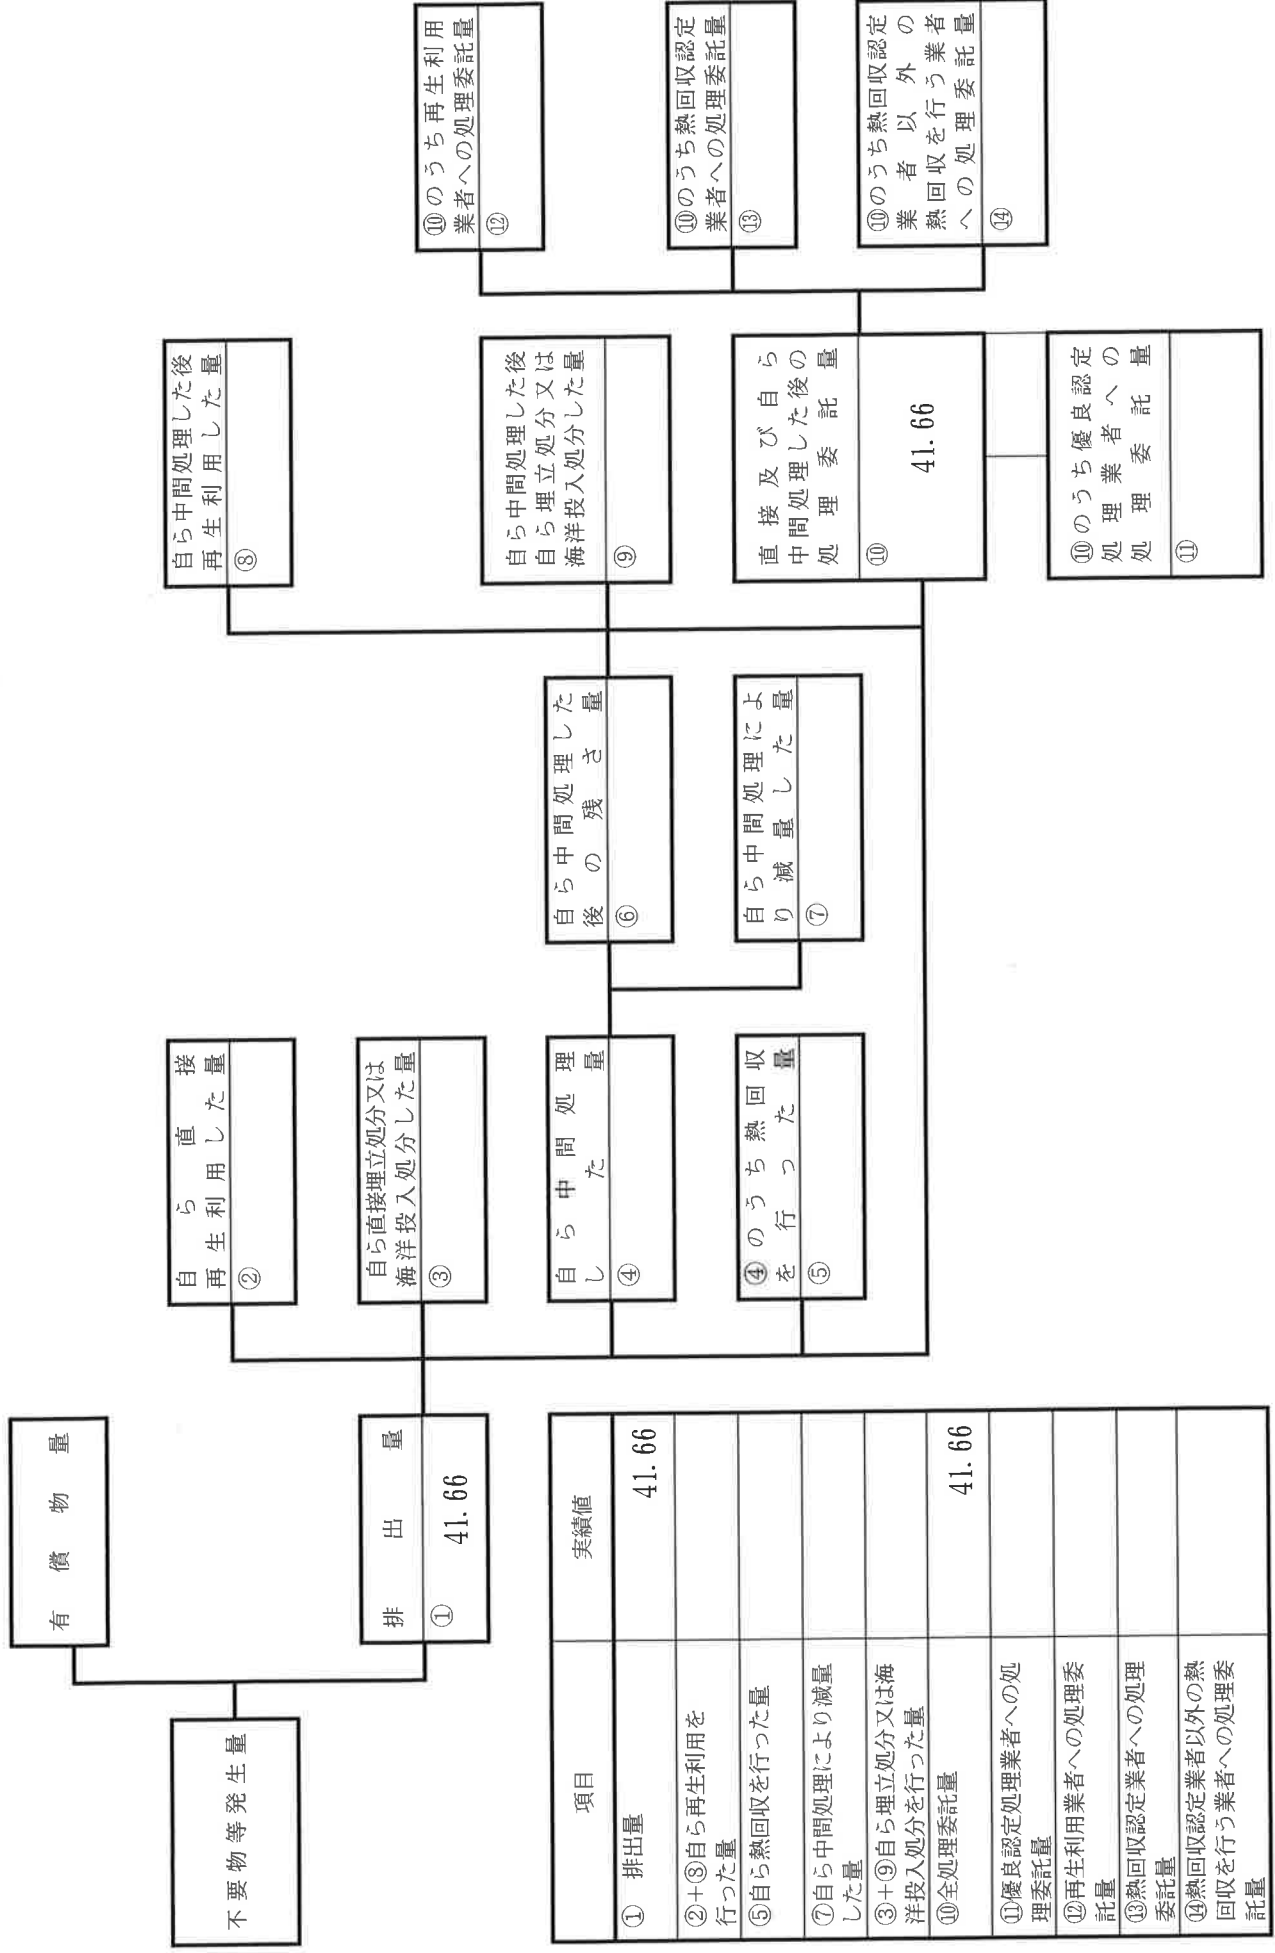 不要物等発生量
有償物量
排出量
①
41.66
自ら直接
再生利用した量
②
自ら直接埋立処分又は
海洋投入処分した量
③
自ら中間処理
した量
④
④のうち熱回収
を行った量
⑤
自ら中間処理した
後の残さ量
⑥
自ら中間処理によ
り減量した量
⑦
自ら中間処理した後
再生利用した量
⑧
自ら中間処理した後
自ら埋立処分又は
海洋投入処分した量
⑨
直接及び自ら
中間処理した後の
処理委託量
⑩
41.66
⑩のうち優良認定
処理業者への
処理委託量
⑪
⑩のうち再生利用
業者への処理委託量
⑫
⑩のうち熱回収認定
業者への処理委託量
⑬
⑩のうち熱回収認定
業者以外の
熱回収を行う業者
への処理委託量
⑭
項目 実績値
① 排出量 41.66
②+⑧自ら再生利用を
行った量
⑤自ら熱回収を行った量
⑦自ら中間処理により減量
した量
③+⑨自ら埋立処分又は海
洋投入処分を行った量
⑩全処理委託量 41.66
⑪優良認定処理業者への処
理委託量
⑫再生利用業者への処理委
託量
⑬熱回収認定業者への処理
委託量
⑭熱回収認定業者以外の熱
回収を行う業者への処理委
託量